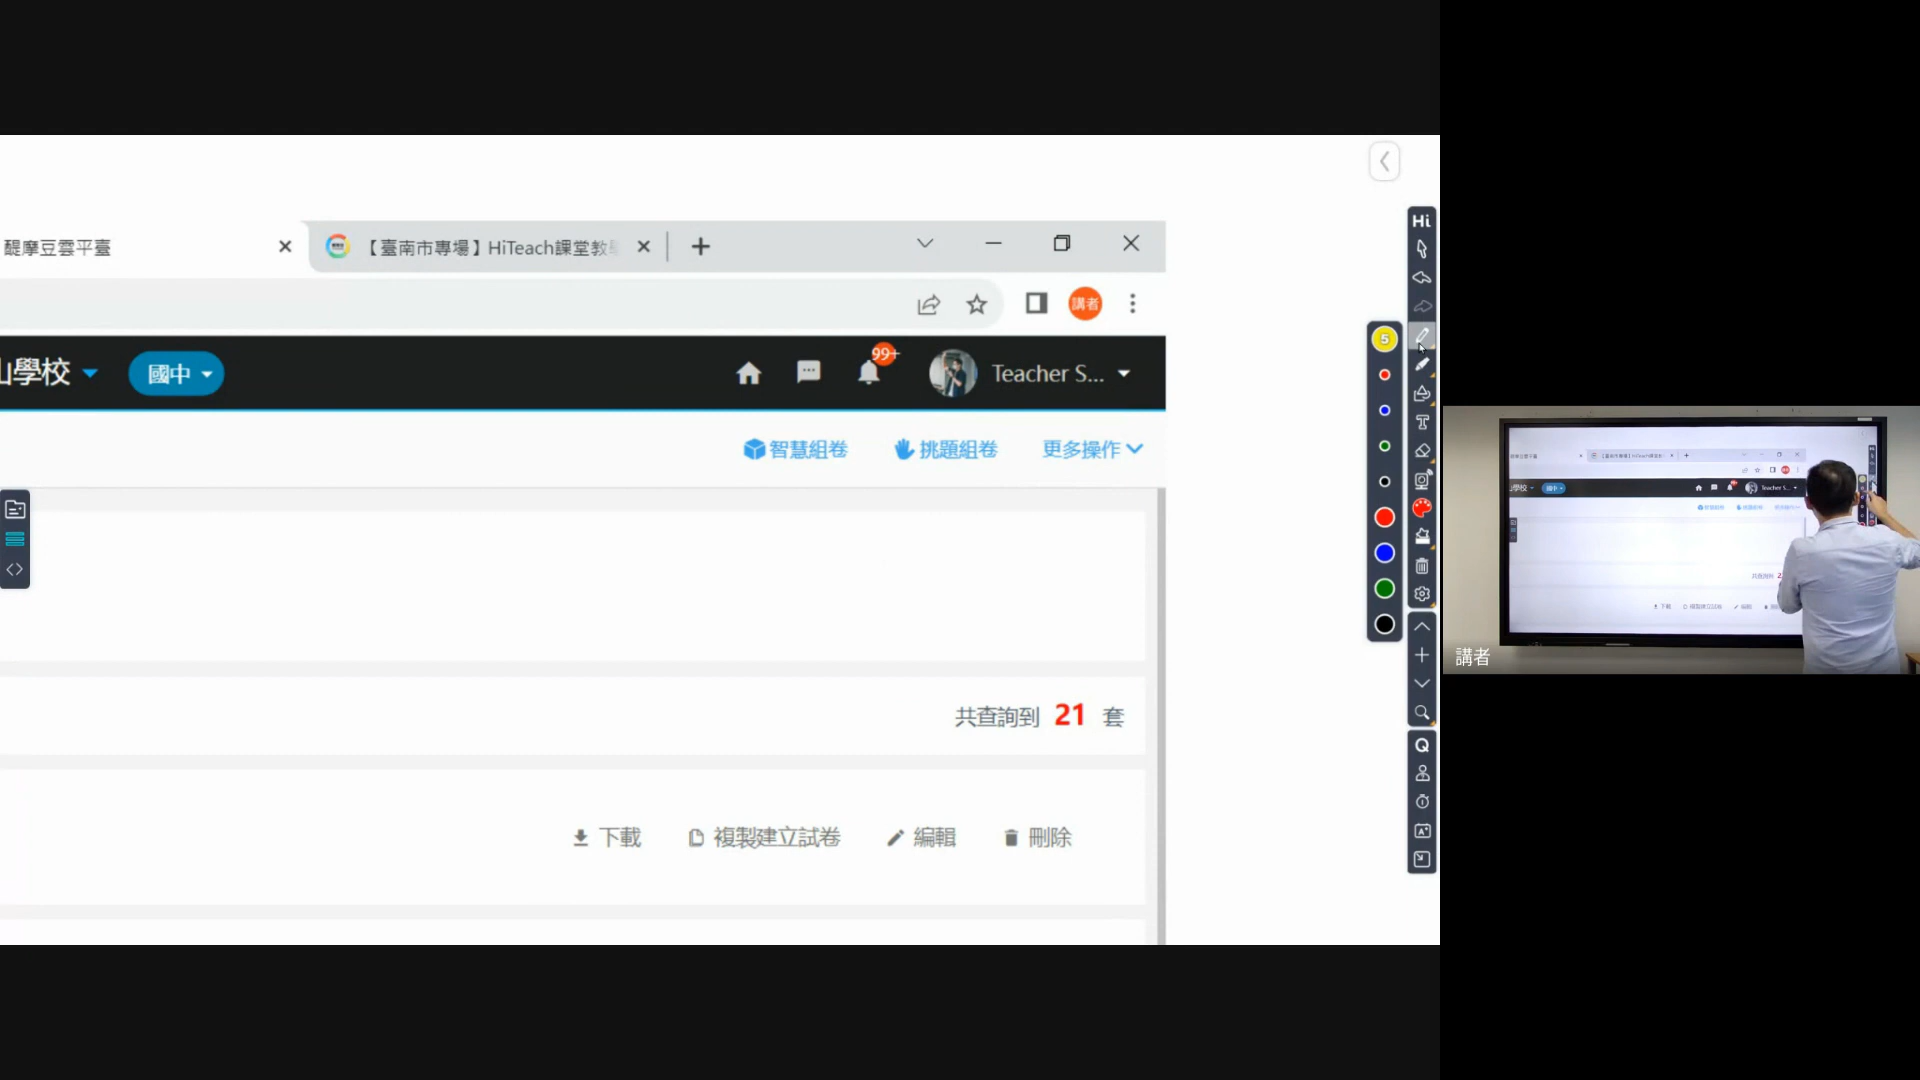 醍摩豆雲平臺
【臺南市專場】HiTeach課堂教
講者
學校
國中
99+
Teacher S...
智慧組卷
挑題組卷
更多操作
共查詢到 21 套
下載
複製建立試卷
編輯
刪除
Hi
5
講者